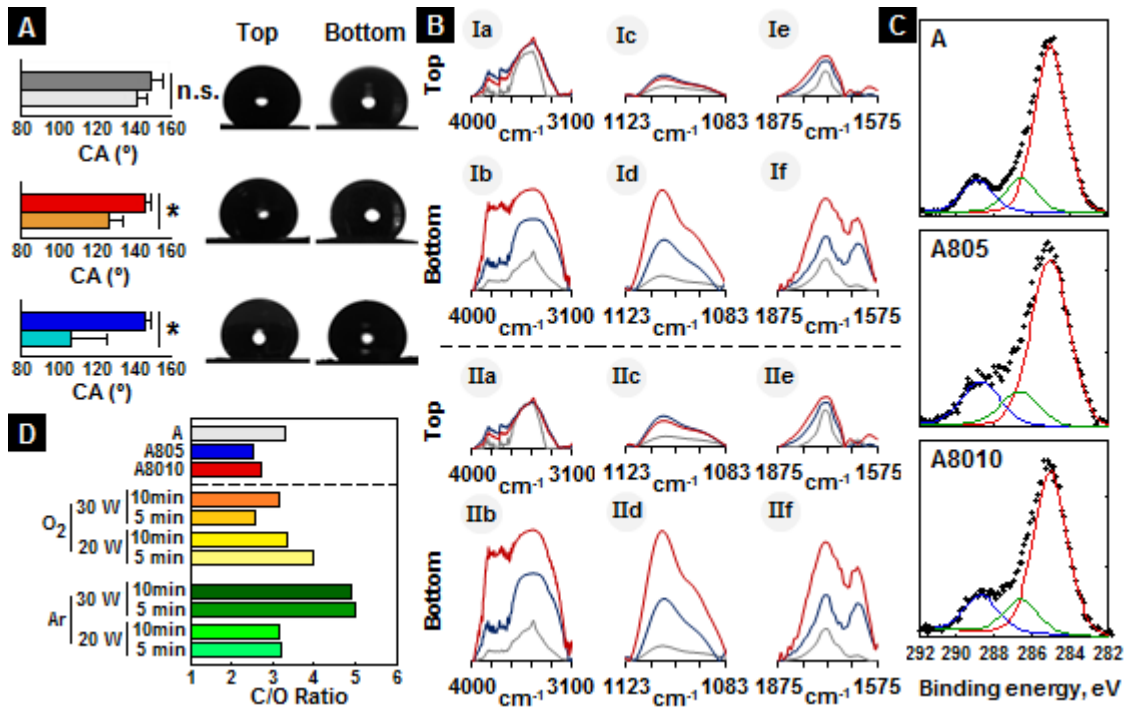 A
Top Bottom
n.s.
80 100 120 140 160
CA (º)
*
80 100 120 140 160
CA (º)
*
80 100 120 140 160
CA (º)
B
Ia Ic Ie
Top
4000 cm-1 3100 1123 cm-1 1083 1875 cm-1 1575
Ib Id If
Bottom
4000 cm-1 3100 1123 cm-1 1083 1875 cm-1 1575
IIa IIc IIe
Top
4000 cm-1 3100 1123 cm-1 1083 1875 cm-1 1575
IIb IId IIf
Bottom
4000 cm-1 3100 1123 cm-1 1083 1875 cm-1 1575
C
A
A805
A8010
292 290 288 286 284 282
Binding energy, eV
D
A
A805
A8010
O2
30 W
10min
5 min
20 W
10min
5 min
Ar
30 W
10min
5 min
20 W
10min
5 min
1 2 3 4 5 6
C/O Ratio